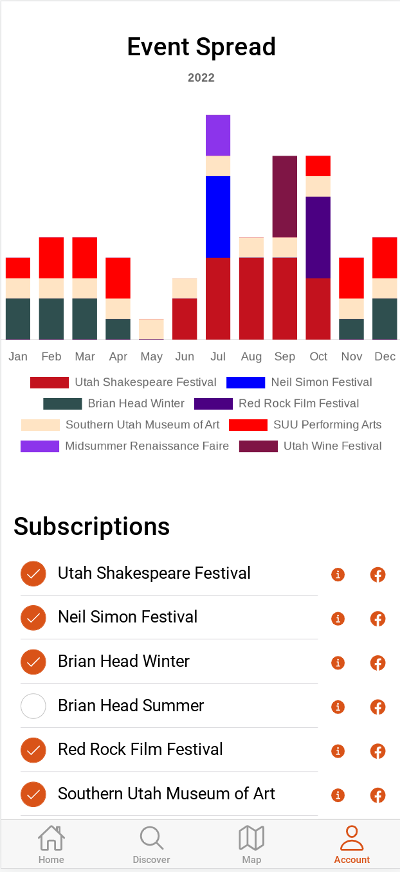 Event Spread
2022
Jan Feb Mar Apr May Jun Jul Aug Sep Oct Nov Dec
Utah Shakespeare Festival Neil Simon Festival
Brian Head Winter Red Rock Film Festival
Southern Utah Museum of Art SUU Performing Arts
Midsummer Renaissance Faire Utah Wine Festival
Subscriptions
Utah Shakespeare Festival
Neil Simon Festival
Brian Head Winter
Brian Head Summer
Red Rock Film Festival
Southern Utah Museum of Art
Home Discover Map Account